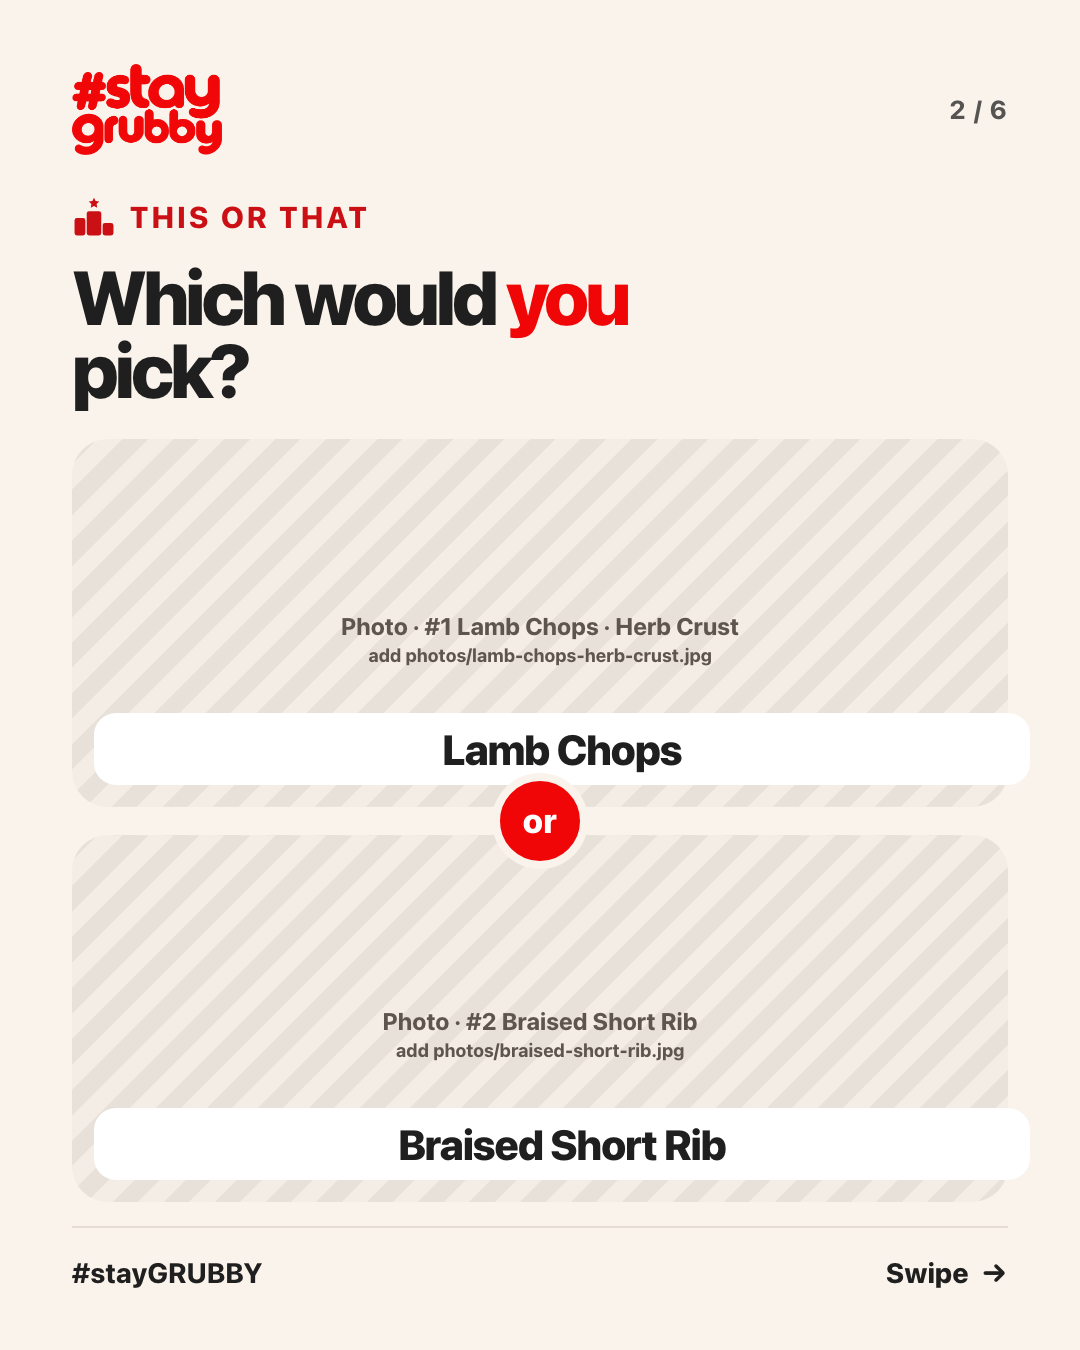 #stay
grubby
2 / 6
THIS OR THAT
Which would you
pick?
Photo · #1 Lamb Chops · Herb Crust
add photos/lamb-chops-herb-crust.jpg
Lamb Chops
or
Photo · #2 Braised Short Rib
add photos/braised-short-rib.jpg
Braised Short Rib
#stayGRUBBY
Swipe →